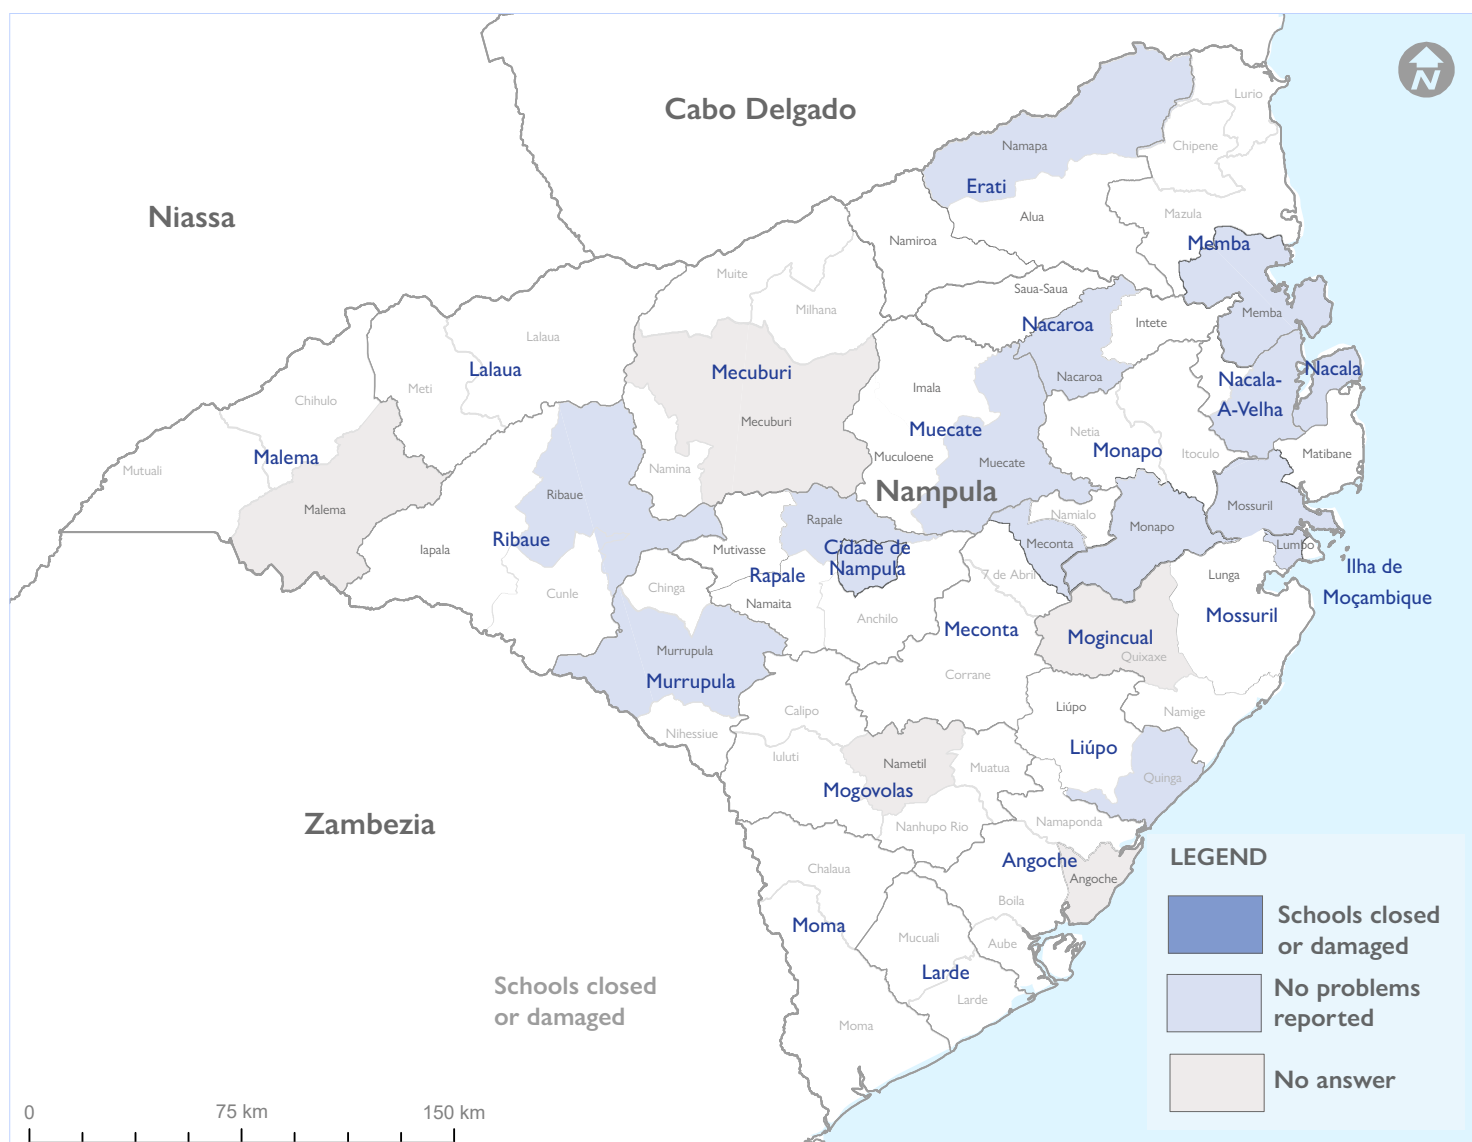 N
Cabo Delgado
Niassa
Zambezia
Nampula
Lurio
Chipene
Namapa
Erati
Alua
Mazula
Memba
Namiroa
Muite
Milhana
Saua-Saua
Nacaroa
Intete
Memba
Lalaua
Lalaua
Meti
Chihulo
Mecuburi
Mecuburi
Imala
Nacaroa
Nacala
Nacala-
A-Velha
Muecate
Muculoene
Muecate
Netia
Monapo
Itoculo
Matibane
Malema
Mutuali
Malema
Namina
Ribaue
Ribaue
Iapala
Cunle
Rapale
Cidade de
Nampula
Mutivasse
Rapale
Namaita
Anchilo
Chinga
Namialo
Meconta
7 de Abril
Monapo
Mossuril
Lumbo
Lunga
Ilha de
Moçambique
Mossuril
Meconta
Mogincual
Quixaxe
Corrane
Murrupula
Murrupula
Nihessiue
Calipo
Iuluti
Nametil
Mogovolas
Muatua
Nanhupo Rio
Liúpo
Liúpo
Namige
Quinga
Namaponda
Angoche
Angoche
Boila
Aube
Chalaua
Moma
Mucuali
Larde
Larde
Moma
Schools closed
or damaged
LEGEND
Schools closed
or damaged
No problems
reported
No answer
0
75 km
150 km